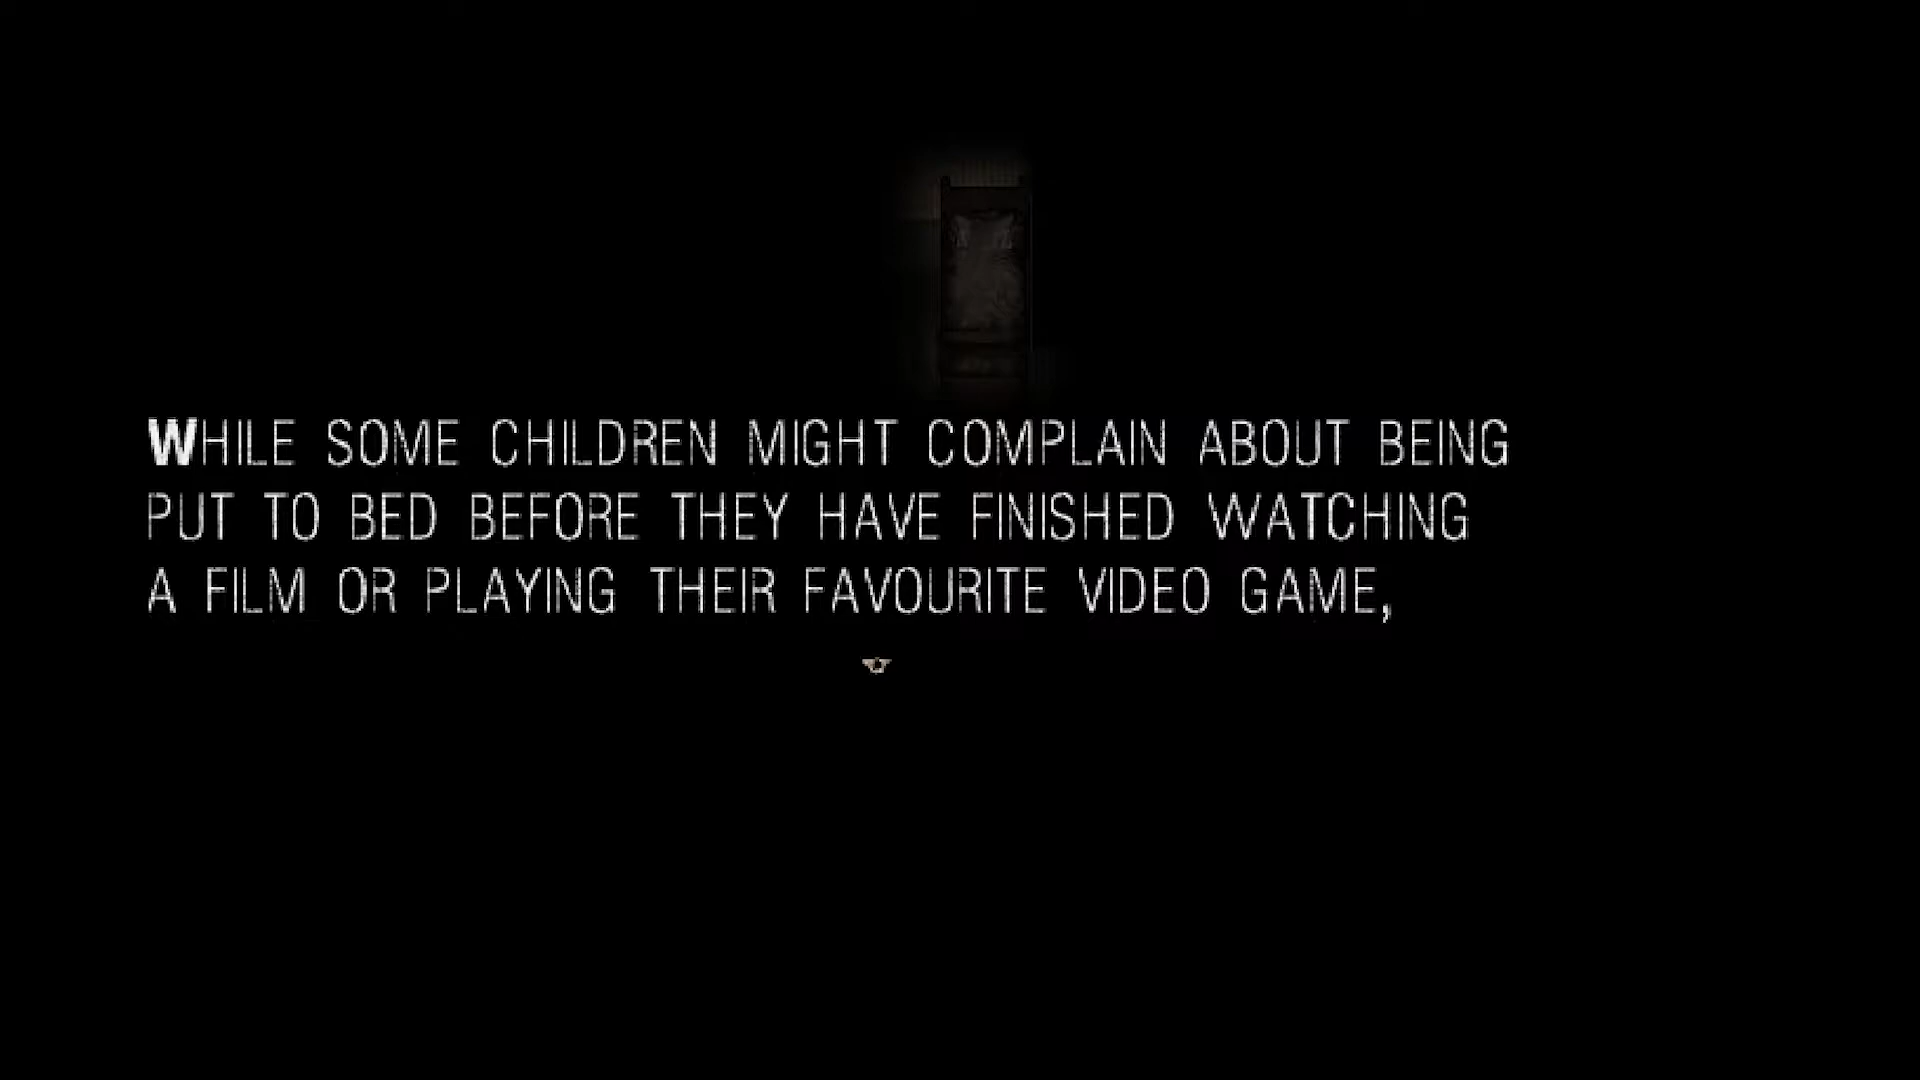 WHILE SOME CHILDREN MIGHT COMPLAIN ABOUT BEING
PUT TO BED BEFORE THEY HAVE FINISHED WATCHING
A FILM OR PLAYING THEIR FAVOURITE VIDEO GAME,